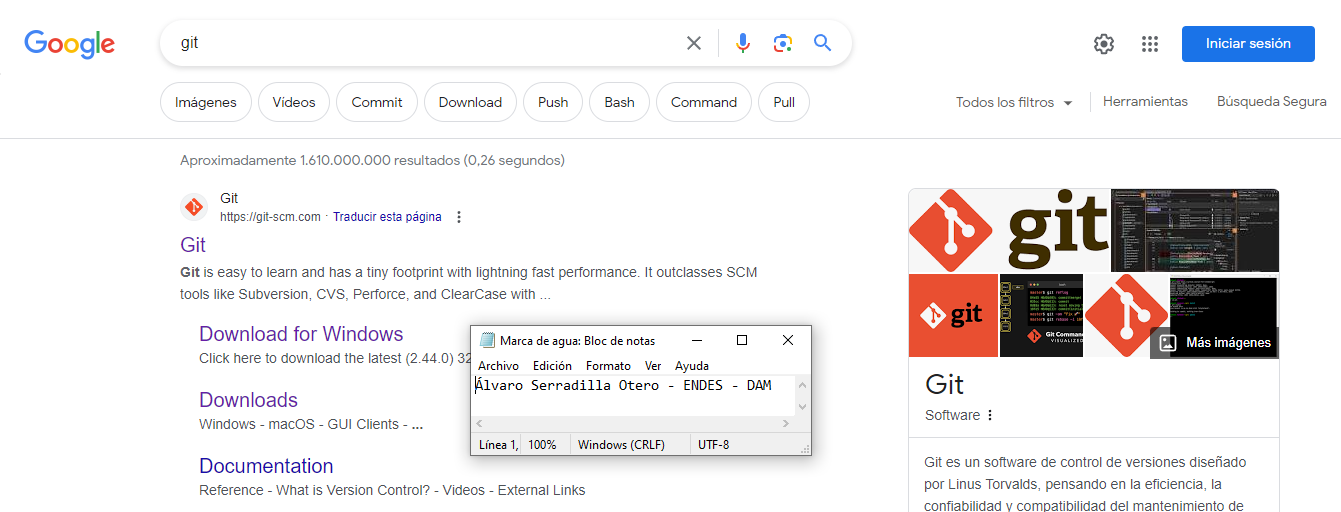 Google
git
Iniciar sesión
Imágenes
Vídeos
Commit
Download
Push
Bash
Command
Pull
Todos los filtros
Herramientas
Búsqueda Segura
Aproximadamente 1.610.000.000 resultados (0,26 segundos)
Git
https://git-scm.com · Traducir esta página
Git
Git is easy to learn and has a tiny footprint with lightning fast performance. It outclasses SCM
tools like Subversion, CVS, Perforce, and ClearCase with ...
Download for Windows
Click here to download the latest (2.44.0) 32
Downloads
Windows - macOS - GUI Clients - ...
Documentation
Reference - What is Version Control? - Videos - External Links
Marca de agua: Bloc de notas
Archivo Edición Formato Ver Ayuda
Álvaro Serradilla Otero - ENDES - DAM
Línea 1, 100% Windows (CRLF) UTF-8
git
git
Git Command
VISUALIZED
Más imágenes
Git
Software
Git es un software de control de versiones diseñado
por Linus Torvalds, pensando en la eficiencia, la
confiabilidad y compatibilidad del mantenimiento de